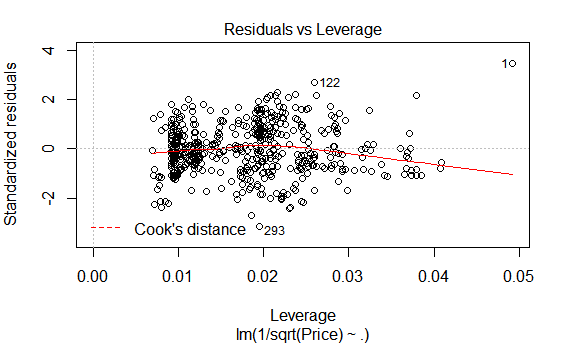 Residuals vs Leverage
Standardized residuals
4
2
0
-2
1
122
293
Cook's distance
0.00 0.01 0.02 0.03 0.04 0.05
Leverage
lm(1/sqrt(Price) ~ .)